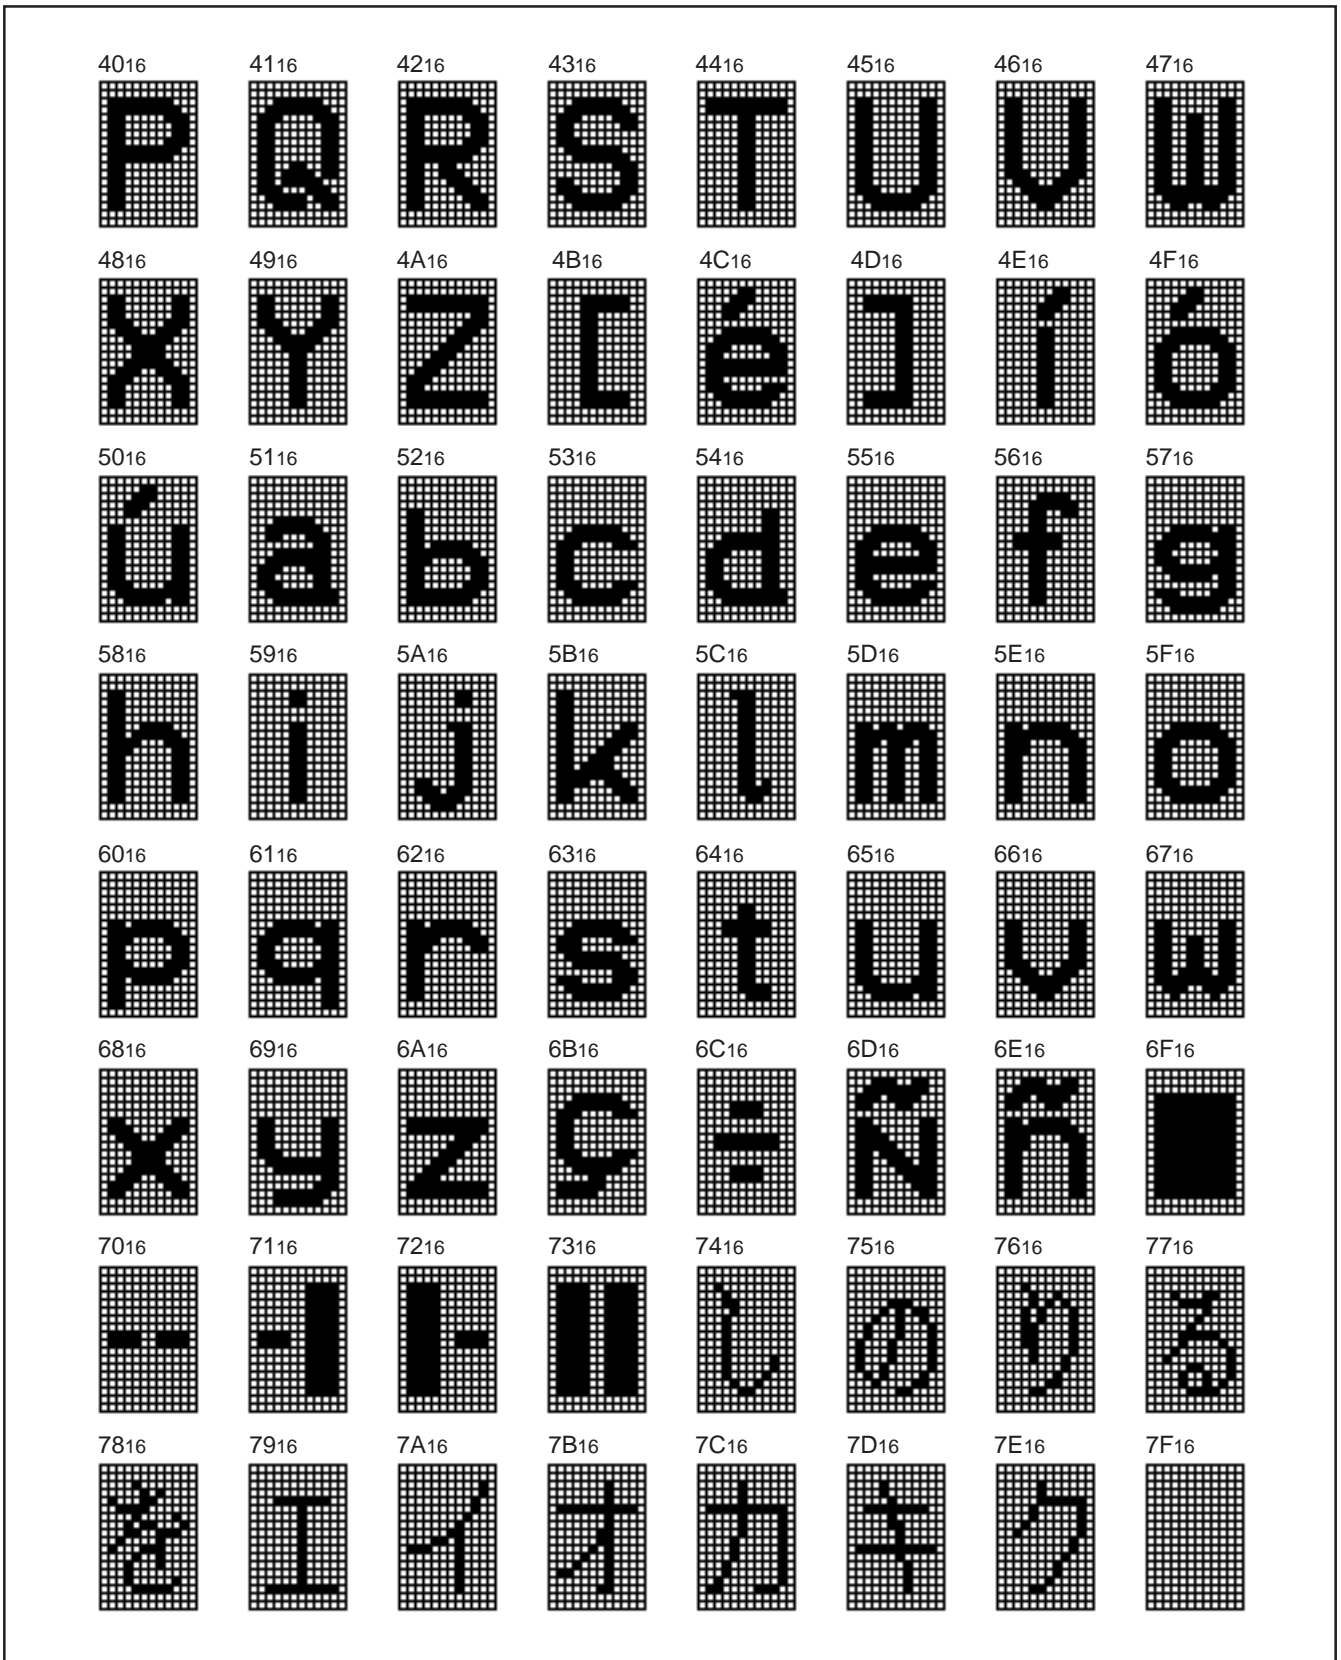 40₁₆ 41₁₆ 42₁₆ 43₁₆ 44₁₆ 45₁₆ 46₁₆ 47₁₆
P Q R S T U V W
48₁₆ 49₁₆ 4A₁₆ 4B₁₆ 4C₁₆ 4D₁₆ 4E₁₆ 4F₁₆
X Y Z [ é ] í ó
50₁₆ 51₁₆ 52₁₆ 53₁₆ 54₁₆ 55₁₆ 56₁₆ 57₁₆
ú a b c d e f g
58₁₆ 59₁₆ 5A₁₆ 5B₁₆ 5C₁₆ 5D₁₆ 5E₁₆ 5F₁₆
h i j k l m n o
60₁₆ 61₁₆ 62₁₆ 63₁₆ 64₁₆ 65₁₆ 66₁₆ 67₁₆
p q r s t u v w
68₁₆ 69₁₆ 6A₁₆ 6B₁₆ 6C₁₆ 6D₁₆ 6E₁₆ 6F₁₆
x y z ç ÷ Ñ ñ ■
70₁₆ 71₁₆ 72₁₆ 73₁₆ 74₁₆ 75₁₆ 76₁₆ 77₁₆
し の り る
78₁₆ 79₁₆ 7A₁₆ 7B₁₆ 7C₁₆ 7D₁₆ 7E₁₆ 7F₁₆
を エ イ オ カ キ ク